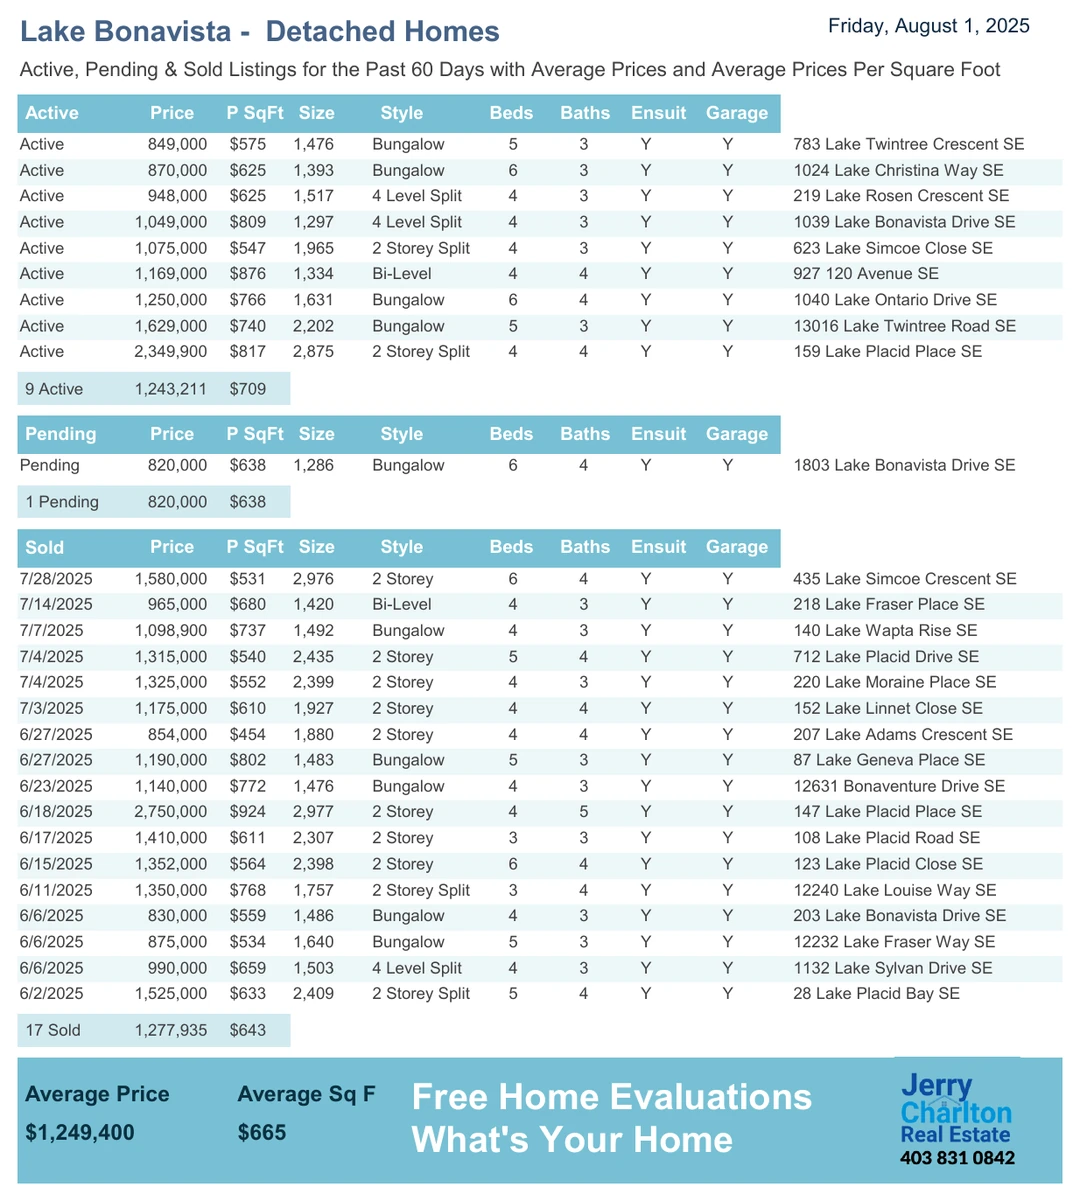 Lake Bonavista - Detached Homes
Friday, August 1, 2025
Active, Pending & Sold Listings for the Past 60 Days with Average Prices and Average Prices Per Square Foot
Active Price P SqFt Size Style Beds Baths Ensuit Garage
Active 849,000 $575 1,476 Bungalow 5 3 Y Y 783 Lake Twintree Crescent SE
Active 870,000 $625 1,393 Bungalow 6 3 Y Y 1024 Lake Christina Way SE
Active 948,000 $625 1,517 4 Level Split 4 3 Y Y 219 Lake Rosen Crescent SE
Active 1,049,000 $809 1,297 4 Level Split 4 3 Y Y 1039 Lake Bonavista Drive SE
Active 1,075,000 $547 1,965 2 Storey Split 4 3 Y Y 623 Lake Simcoe Close SE
Active 1,169,000 $876 1,334 Bi-Level 4 4 Y Y 927 120 Avenue SE
Active 1,250,000 $766 1,631 Bungalow 6 4 Y Y 1040 Lake Ontario Drive SE
Active 1,629,000 $740 2,202 Bungalow 5 3 Y Y 13016 Lake Twintree Road SE
Active 2,349,900 $817 2,875 2 Storey Split 4 4 Y Y 159 Lake Placid Place SE
9 Active 1,243,211 $709
Pending Price P SqFt Size Style Beds Baths Ensuit Garage
Pending 820,000 $638 1,286 Bungalow 6 4 Y Y 1803 Lake Bonavista Drive SE
1 Pending 820,000 $638
Sold Price P SqFt Size Style Beds Baths Ensuit Garage
7/28/2025 1,580,000 $531 2,976 2 Storey 6 4 Y Y 435 Lake Simcoe Crescent SE
7/14/2025 965,000 $680 1,420 Bi-Level 4 3 Y Y 218 Lake Fraser Place SE
7/7/2025 1,098,900 $737 1,492 Bungalow 4 3 Y Y 140 Lake Wapta Rise SE
7/4/2025 1,315,000 $540 2,435 2 Storey 5 4 Y Y 712 Lake Placid Drive SE
7/4/2025 1,325,000 $552 2,399 2 Storey 4 3 Y Y 220 Lake Moraine Place SE
7/3/2025 1,175,000 $610 1,927 2 Storey 4 4 Y Y 152 Lake Linnet Close SE
6/27/2025 854,000 $454 1,880 2 Storey 4 4 Y Y 207 Lake Adams Crescent SE
6/27/2025 1,190,000 $802 1,483 Bungalow 5 3 Y Y 87 Lake Geneva Place SE
6/23/2025 1,140,000 $772 1,476 Bungalow 4 3 Y Y 12631 Bonaventure Drive SE
6/18/2025 2,750,000 $924 2,977 2 Storey 4 5 Y Y 147 Lake Placid Place SE
6/17/2025 1,410,000 $611 2,307 2 Storey 3 3 Y Y 108 Lake Placid Road SE
6/15/2025 1,352,000 $564 2,398 2 Storey 6 4 Y Y 123 Lake Placid Close SE
6/11/2025 1,350,000 $768 1,757 2 Storey Split 3 4 Y Y 12240 Lake Louise Way SE
6/6/2025 830,000 $559 1,486 Bungalow 4 3 Y Y 203 Lake Bonavista Drive SE
6/6/2025 875,000 $534 1,640 Bungalow 5 3 Y Y 12232 Lake Fraser Way SE
6/6/2025 990,000 $659 1,503 4 Level Split 4 3 Y Y 1132 Lake Sylvan Drive SE
6/2/2025 1,525,000 $633 2,409 2 Storey Split 5 4 Y Y 28 Lake Placid Bay SE
17 Sold 1,277,935 $643
Average Price Average Sq F
$1,249,400 $665
Free Home Evaluations
What's Your Home
Jerry
Charlton
Real Estate
403 831 0842